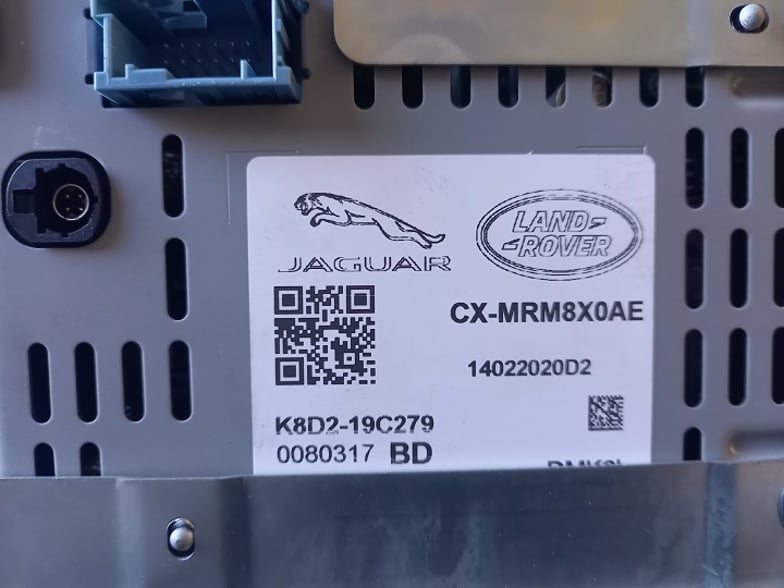 JAGUAR
LAND-
-ROVER
CX-MRM8X0AE
14022020D2
K8D2-19C279
0080317 BD